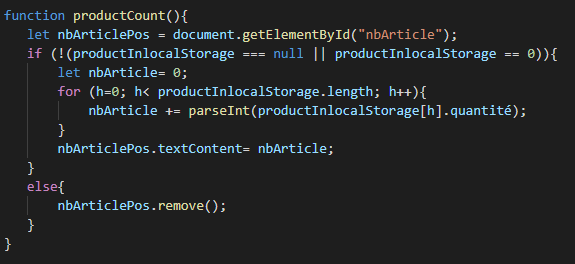 function productCount(){
let nbArticlePos = document.getElementById("nbArticle");
if (!(productInlocalStorage === null || productInlocalStorage == 0)){
let nbArticle= 0;
for (h=0; h< productInlocalStorage.length; h++){
nbArticle += parseInt(productInlocalStorage[h].quantité);
}
nbArticlePos.textContent= nbArticle;
}
else{
nbArticlePos.remove();
}
}